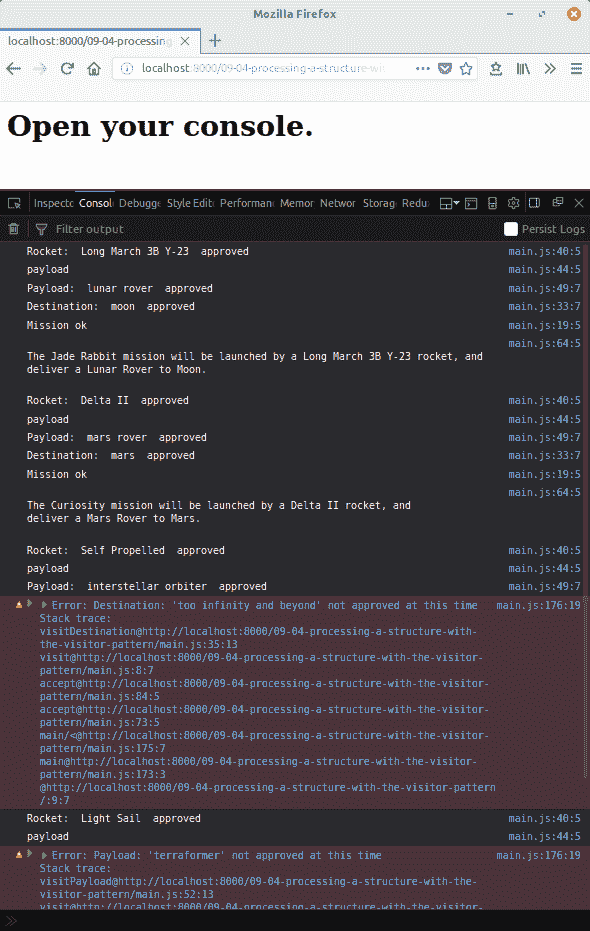 Mozilla Firefox
localhost:8000/09-04-processing
localhost:8000/09-04-processing-a-structure-wit
Open your console.
Inspecto Consol Debugge Style Edit Performan Memor Networ Storag Redu
Filter output Persist Logs
Rocket: Long March 3B Y-23 approved main.js:40:5
payload main.js:44:5
Payload: lunar rover approved main.js:49:7
Destination: moon approved main.js:33:7
Mission ok main.js:19:5
main.js:64:5
The Jade Rabbit mission will be launched by a Long March 3B Y-23 rocket, and
deliver a Lunar Rover to Moon.
Rocket: Delta II approved main.js:40:5
payload main.js:44:5
Payload: mars rover approved main.js:49:7
Destination: mars approved main.js:33:7
Mission ok main.js:19:5
main.js:64:5
The Curiosity mission will be launched by a Delta II rocket, and
deliver a Mars Rover to Mars.
Rocket: Self Propelled approved main.js:40:5
payload main.js:44:5
Payload: interstellar orbiter approved main.js:49:7
Error: Destination: 'too infinity and beyond' not approved at this time main.js:176:19
Stack trace:
visitDestination@http://localhost:8000/09-04-processing-a-structure-with-
the-visitor-pattern/main.js:35:13
visit@http://localhost:8000/09-04-processing-a-structure-with-the-visitor-
pattern/main.js:8:7
accept@http://localhost:8000/09-04-processing-a-structure-with-the-visitor-
pattern/main.js:84:5
accept@http://localhost:8000/09-04-processing-a-structure-with-the-visitor-
pattern/main.js:73:5
main/<@http://localhost:8000/09-04-processing-a-structure-with-the-visitor-
pattern/main.js:175:7
main@http://localhost:8000/09-04-processing-a-structure-with-the-visitor-
pattern/main.js:173:3
@http://localhost:8000/09-04-processing-a-structure-with-the-visitor-pattern
/:9:7
Rocket: Light Sail approved main.js:40:5
payload main.js:44:5
Error: Payload: 'terraformer' not approved at this time main.js:176:19
Stack trace:
visitPayload@http://localhost:8000/09-04-processing-a-structure-with-the-
visitor-pattern/main.js:52:13
visit@http://localhost:8000/09-04-processing-a-structure-with-the-visitor-